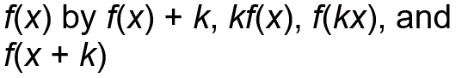 f(x) by f(x) + k, kf(x), f(kx), and
f(x + k)